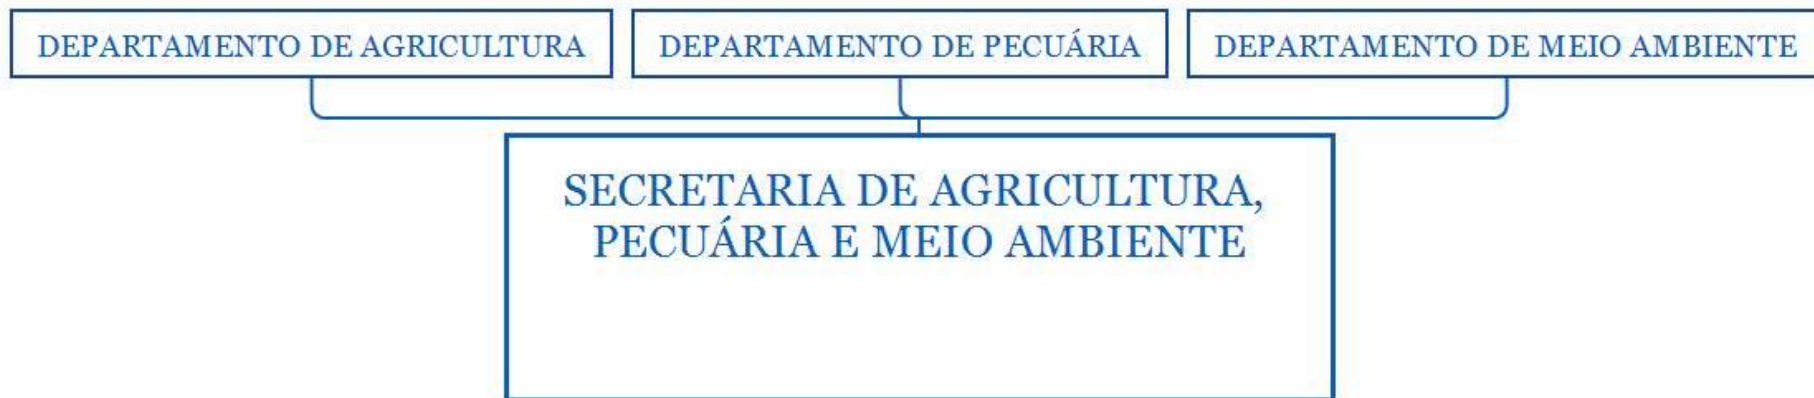 DEPARTAMENTO DE AGRICULTURA
DEPARTAMENTO DE PECUÁRIA
DEPARTAMENTO DE MEIO AMBIENTE
SECRETARIA DE AGRICULTURA,
PECUÁRIA E MEIO AMBIENTE